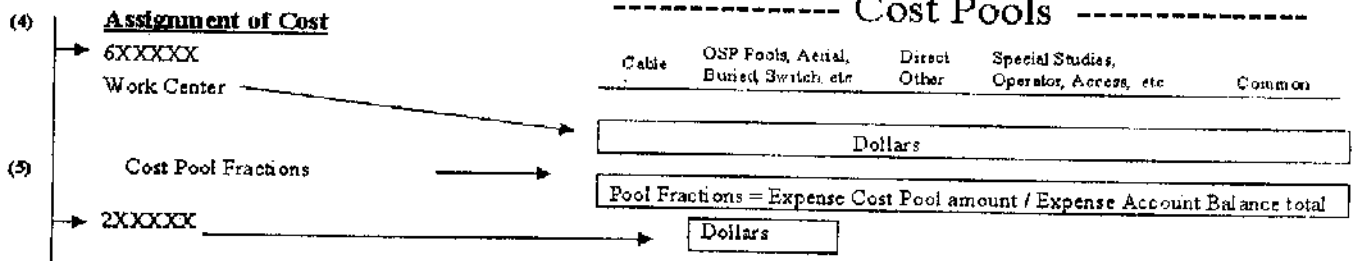 (4) Assignment of Cost
------------- Cost Pools -------------
6XXXXX
Cable OSP Pools, Aerial, Buried, Switch, etc Direct Other Special Studies, Operator, Access, etc Common
Work Center
Dollars
(5) Cost Pool Fractions
Pool Fractions = Expense Cost Pool amount / Expense Account Balance total
2XXXXX
Dollars